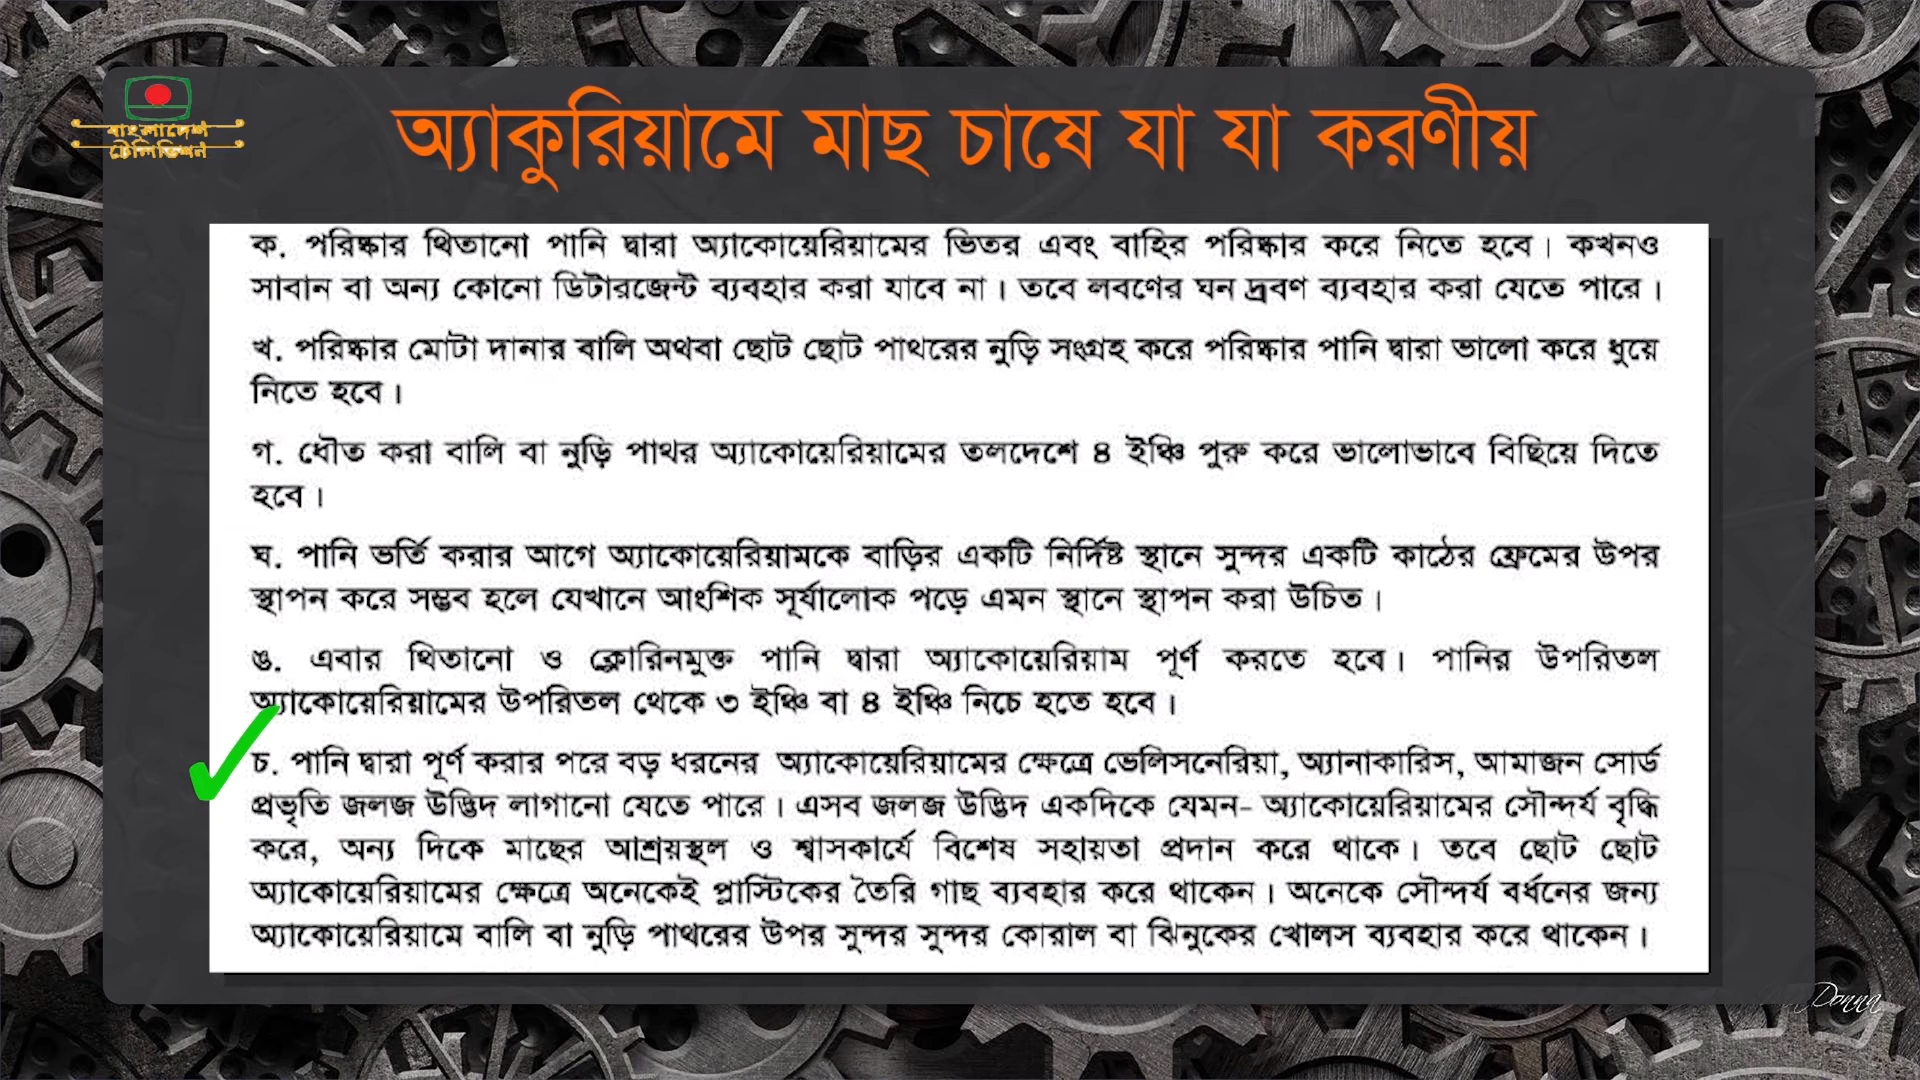 বাংলাদেশ
টেলিভিশন
অ্যাকুরিয়ামে মাছ চাষে যা যা করণীয়
ক. পরিষ্কার থিতানো পানি দ্বারা অ্যাকোয়েরিয়ামের ভিতর এবং বাহির পরিষ্কার করে নিতে হবে। কখনও
সাবান বা অন্য কোনো ডিটারজেন্ট ব্যবহার করা যাবে না। তবে লবণের ঘন দ্রবণ ব্যবহার করা যেতে পারে।
খ. পরিষ্কার মোটা দানার বালি অথবা ছোট ছোট পাথরের নুড়ি সংগ্রহ করে পরিষ্কার পানি দ্বারা ভালো করে ধুয়ে
নিতে হবে।
গ. ধৌত করা বালি বা নুড়ি পাথর অ্যাকোয়েরিয়ামের তলদেশে ৪ ইঞ্চি পুরু করে ভালোভাবে বিছিয়ে দিতে
হবে।
ঘ. পানি ভর্তি করার আগে অ্যাকোয়েরিয়ামকে বাড়ির একটি নির্দিষ্ট স্থানে সুন্দর একটি কাঠের ফ্রেমের উপর
স্থাপন করে সম্ভব হলে যেখানে আংশিক সূর্যালোক পড়ে এমন স্থানে স্থাপন করা উচিত।
ঙ. এবার থিতানো ও ক্লোরিনমুক্ত পানি দ্বারা অ্যাকোয়েরিয়াম পূর্ণ করতে হবে। পানির উপরিতল
অ্যাকোয়েরিয়ামের উপরিতল থেকে ৩ ইঞ্চি বা ৪ ইঞ্চি নিচে হতে হবে।
চ. পানি দ্বারা পূর্ণ করার পরে বড় ধরনের অ্যাকোয়েরিয়ামের ক্ষেত্রে ভেলিসনেরিয়া, অ্যানাকারিস, আমাজন সোর্ড
প্রভৃতি জলজ উদ্ভিদ লাগানো যেতে পারে। এসব জলজ উদ্ভিদ একদিকে যেমন- অ্যাকোয়েরিয়ামের সৌন্দর্য বৃদ্ধি
করে, অন্য দিকে মাছের আশ্রয়স্থল ও শ্বাসকার্যে বিশেষ সহায়তা প্রদান করে থাকে। তবে ছোট ছোট
অ্যাকোয়েরিয়ামের ক্ষেত্রে অনেকেই প্লাস্টিকের তৈরি গাছ ব্যবহার করে থাকেন। অনেকে সৌন্দর্য বর্ধনের জন্য
অ্যাকোয়েরিয়ামে বালি বা নুড়ি পাথরের উপর সুন্দর সুন্দর কোরাল বা ঝিনুকের খোলস ব্যবহার করে থাকেন।
Donna